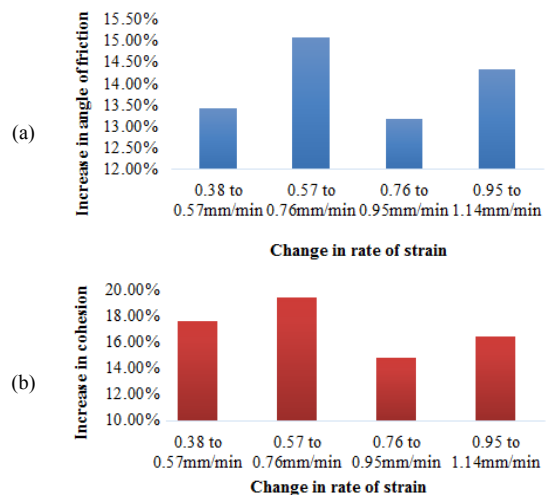 (a)
Increase in angle of friction
15.50%
15.00%
14.50%
14.00%
13.50%
13.00%
12.50%
12.00%
0.38 to 0.57 to 0.76 to 0.95 to
0.57mm/min 0.76mm/min 0.95mm/min 1.14mm/min
Change in rate of strain
(b)
Increase in cohesion
20.00%
18.00%
16.00%
14.00%
12.00%
10.00%
0.38 to 0.57 to 0.76 to 0.95 to
0.57mm/min 0.76mm/min 0.95mm/min 1.14mm/min
Change in rate of strain